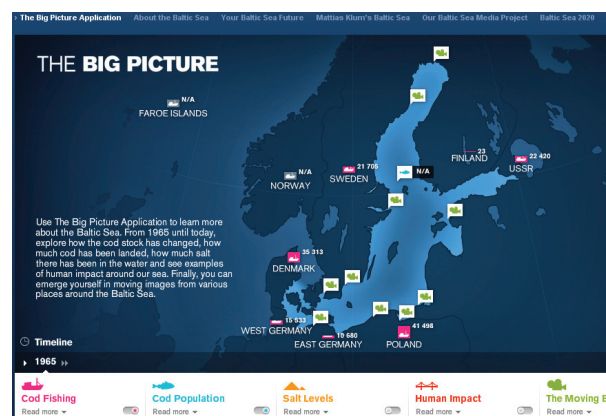 › The Big Picture Application About the Baltic Sea Your Baltic Sea Future Mattias Klum's Baltic Sea Our Baltic Sea Media Project Baltic Sea 2020
THE BIG PICTURE
N/A
FAROE ISLANDS
N/A
NORWAY
21 705
SWEDEN
N/A
23
FINLAND
22 420
USSR
Use The Big Picture Application to learn more
about the Baltic Sea. From 1965 until today,
explore how the cod stock has changed, how
much cod has been landed, how much salt
there has been in the water and see examples
of human impact around our sea. Finally, you can
emerge yourself in moving images from various
places around the Baltic Sea.
35 313
DENMARK
15 533
WEST GERMANY
10 680
EAST GERMANY
41 498
POLAND
Timeline
1965
Cod Fishing
Read more
Cod Population
Read more
Salt Levels
Read more
Human Impact
Read more
The Moving
Read more